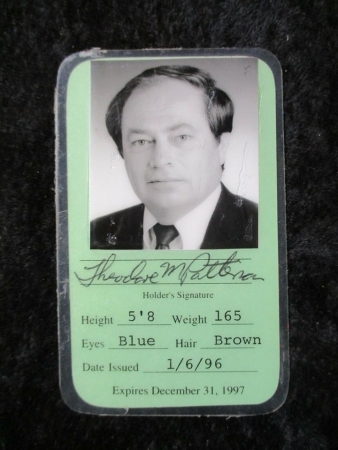 Theodore M Patterson
Holder's Signature
Height 5'8 Weight 165
Eyes Blue Hair Brown
Date Issued 1/6/96
Expires December 31, 1997